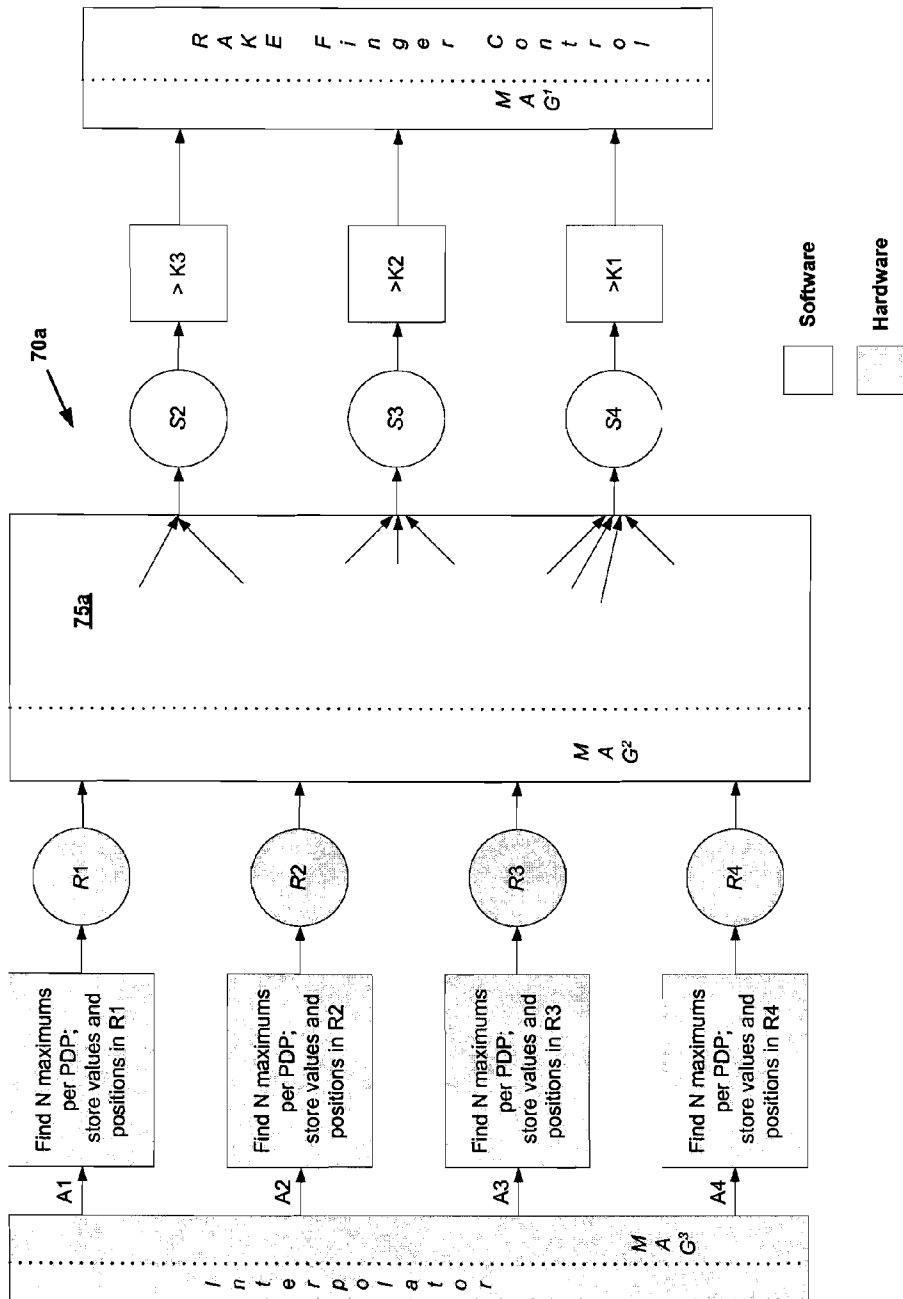 Interpolator
MAG³
A1
Find N maximums
per PDP;
store values and
positions in R1
R1
A2
Find N maximums
per PDP;
store values and
positions in R2
R2
A3
Find N maximums
per PDP;
store values and
positions in R3
R3
A4
Find N maximums
per PDP;
store values and
positions in R4
R4
MAG²
75a
70a
S2
> K3
S3
>K2
S4
>K1
MAG¹
RAKE Finger Control
Software
Hardware